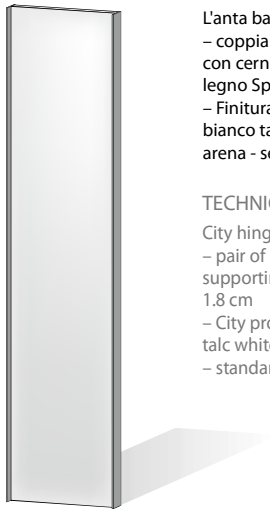 L'anta ba
– coppia
con cern
legno Sp
– Finitura
bianco ta
arena - se
TECHNIC
City hing
– pair of
supportin
1.8 cm
– City pro
talc white
– standar